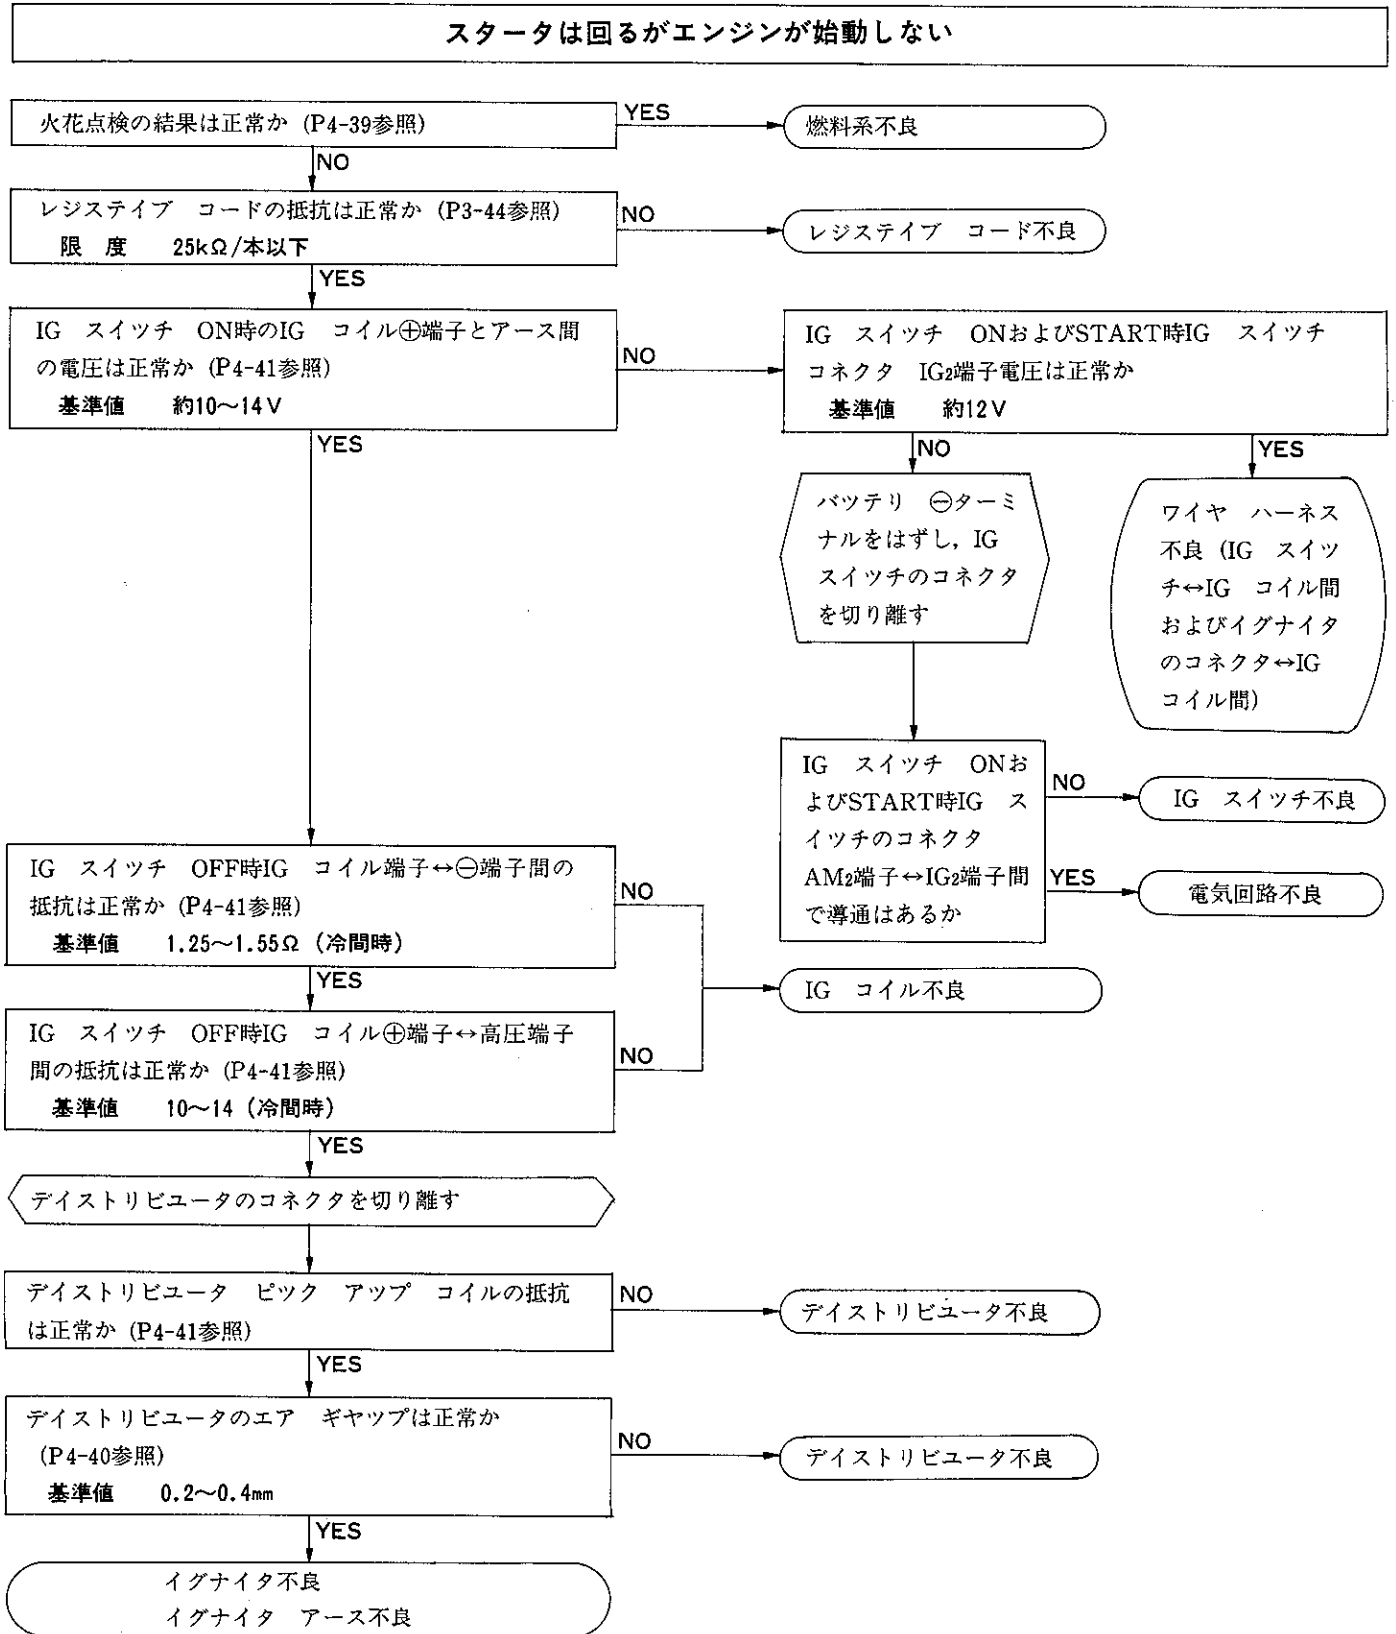 スタータは回るがエンジンが始動しない
火花点検の結果は正常か (P4-39参照)
YES
燃料系不良
NO
レジステイブ コードの抵抗は正常か (P3-44参照)
限 度 25kΩ/本以下
NO
レジステイブ コード不良
YES
IG スイツチ ON時のIG コイル⊕端子とアース間
の電圧は正常か (P4-41参照)
基準値 約10～14V
NO
IG スイツチ ONおよびSTART時IG スイツチ
コネクタ IG₂端子電圧は正常か
基準値 約12V
YES
NO
YES
バツテリ ⊖ターミ
ナルをはずし, IG
スイツチのコネクタ
を切り離す
ワイヤ ハーネス
不良 (IG スイツ
チ↔IG コイル間
およびイグナイタ
のコネクタ↔IG
コイル間)
IG スイツチ ONお
よびSTART時IG ス
イツチのコネクタ
AM₂端子↔IG₂端子間
で導通はあるか
NO
IG スイツチ不良
YES
電気回路不良
IG スイツチ OFF時IG コイル端子↔⊖端子間の
抵抗は正常か (P4-41参照)
基準値 1.25～1.55Ω (冷間時)
NO
YES
IG コイル不良
IG スイツチ OFF時IG コイル⊕端子↔高圧端子
間の抵抗は正常か (P4-41参照)
基準値 10～14 (冷間時)
NO
YES
デイストリビユータのコネクタを切り離す
デイストリビユータ ピツク アツプ コイルの抵抗
は正常か (P4-41参照)
NO
デイストリビユータ不良
YES
デイストリビユータのエア ギヤツプは正常か
(P4-40参照)
基準値 0.2～0.4mm
NO
デイストリビユータ不良
YES
イグナイタ不良
イグナイタ アース不良